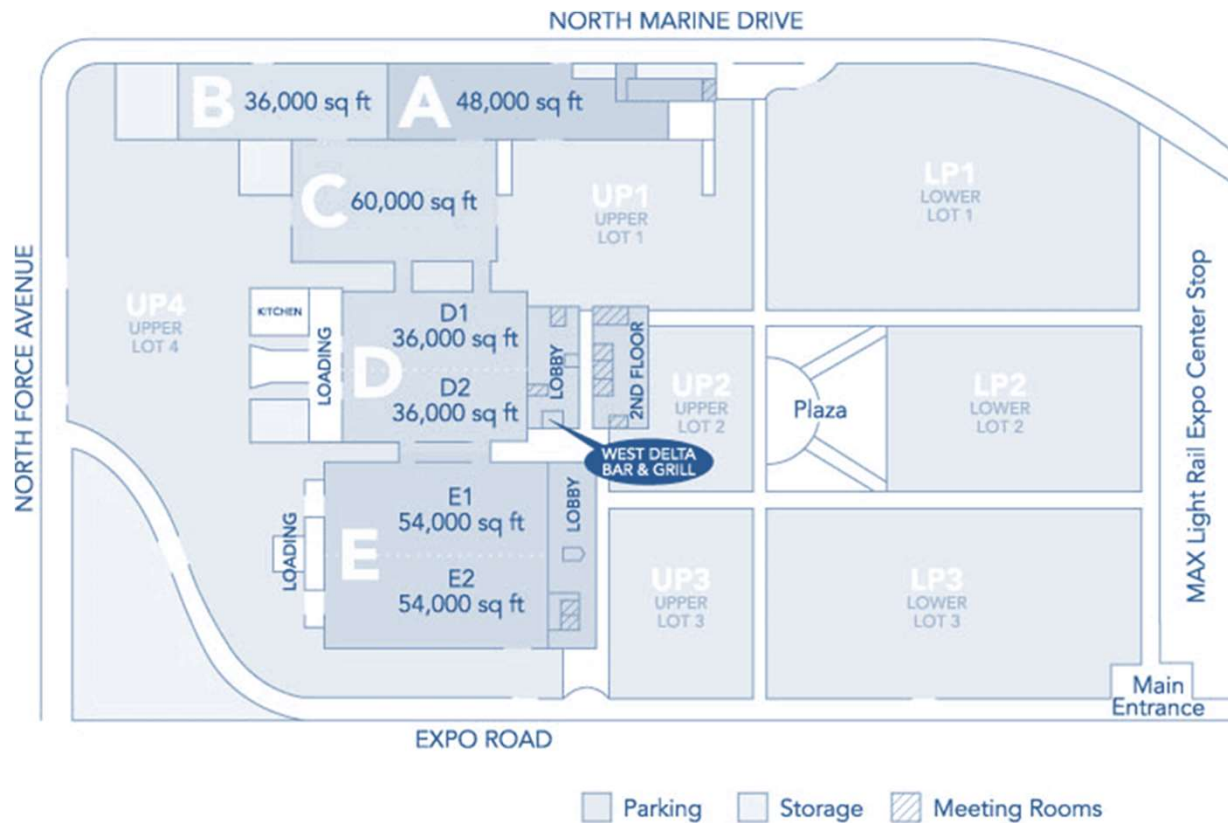 NORTH MARINE DRIVE
B
36,000 sq ft
A
48,000 sq ft
C
60,000 sq ft
UP1
UPPER
LOT 1
LP1
LOWER
LOT 1
NORTH FORCE AVENUE
UP4
UPPER
LOT 4
KITCHEN
LOADING
D
D1
36,000 sq ft
D2
36,000 sq ft
LOBBY
2ND FLOOR
WEST DELTA
BAR & GRILL
UP2
UPPER
LOT 2
Plaza
LP2
LOWER
LOT 2
MAX Light Rail Expo Center Stop
LOADING
E
E1
54,000 sq ft
E2
54,000 sq ft
LOBBY
UP3
UPPER
LOT 3
LP3
LOWER
LOT 3
Main
Entrance
EXPO ROAD
Parking
Storage
Meeting Rooms